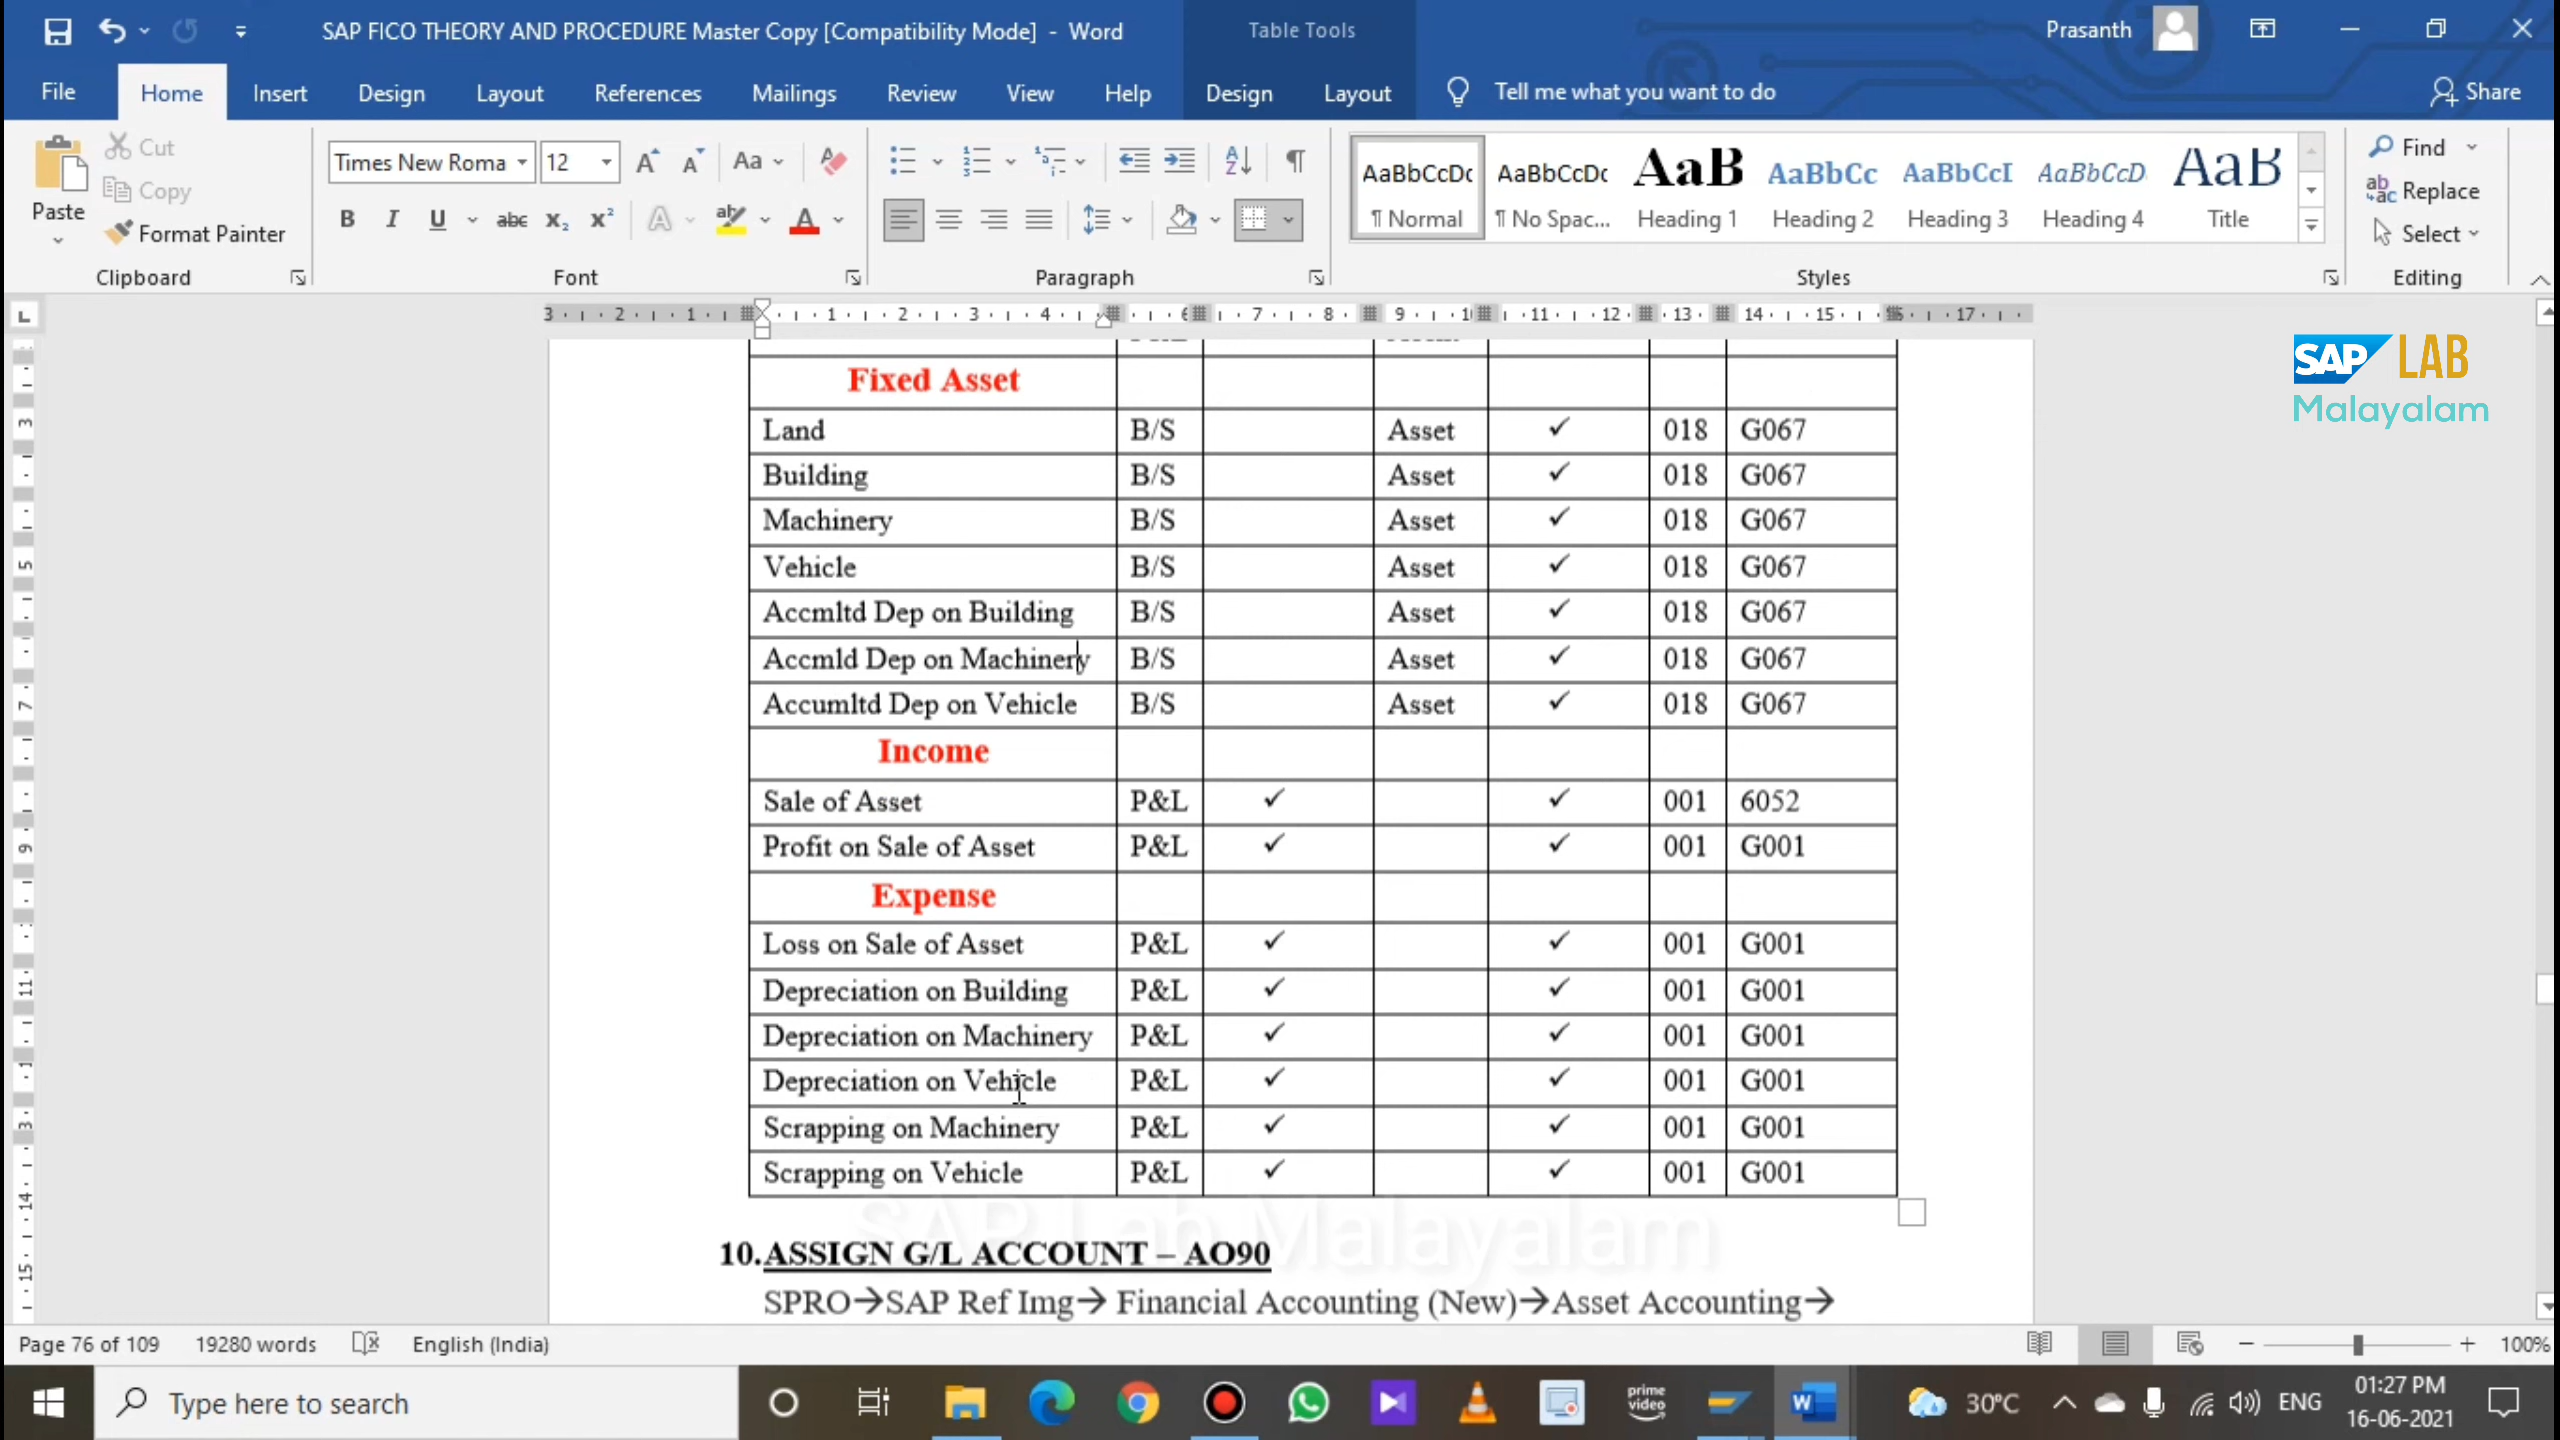 SAP FICO THEORY AND PROCEDURE Master Copy [Compatibility Mode] - Word
Table Tools
Prasanth
File Home Insert Design Layout References Mailings Review View Help Design Layout Tell me what you want to do Share
Paste
Cut
Copy
Format Painter
Clipboard
Times New Roma 12
Font
Paragraph
AaBbCcDc AaBbCcDc AaB AaBbCc AaBbCcI AaBbCcD AaB
¶ Normal ¶ No Spac... Heading 1 Heading 2 Heading 3 Heading 4 Title
Styles
Find
Replace
Select
Editing
SAP LAB
Malayalam
Fixed Asset
Land B/S Asset ✓ 018 G067
Building B/S Asset ✓ 018 G067
Machinery B/S Asset ✓ 018 G067
Vehicle B/S Asset ✓ 018 G067
Accmltd Dep on Building B/S Asset ✓ 018 G067
Accmld Dep on Machinery B/S Asset ✓ 018 G067
Accumltd Dep on Vehicle B/S Asset ✓ 018 G067
Income
Sale of Asset P&L ✓ ✓ 001 6052
Profit on Sale of Asset P&L ✓ ✓ 001 G001
Expense
Loss on Sale of Asset P&L ✓ ✓ 001 G001
Depreciation on Building P&L ✓ ✓ 001 G001
Depreciation on Machinery P&L ✓ ✓ 001 G001
Depreciation on Vehicle P&L ✓ ✓ 001 G001
Scrapping on Machinery P&L ✓ ✓ 001 G001
Scrapping on Vehicle P&L ✓ ✓ 001 G001
SAP Lab Malayalam
10. ASSIGN G/L ACCOUNT – AO90
SPRO→SAP Ref Img→ Financial Accounting (New)→Asset Accounting→
Page 76 of 109 19280 words English (India) 100%
Type here to search
prime video
30°C ENG
01:27 PM
16-06-2021